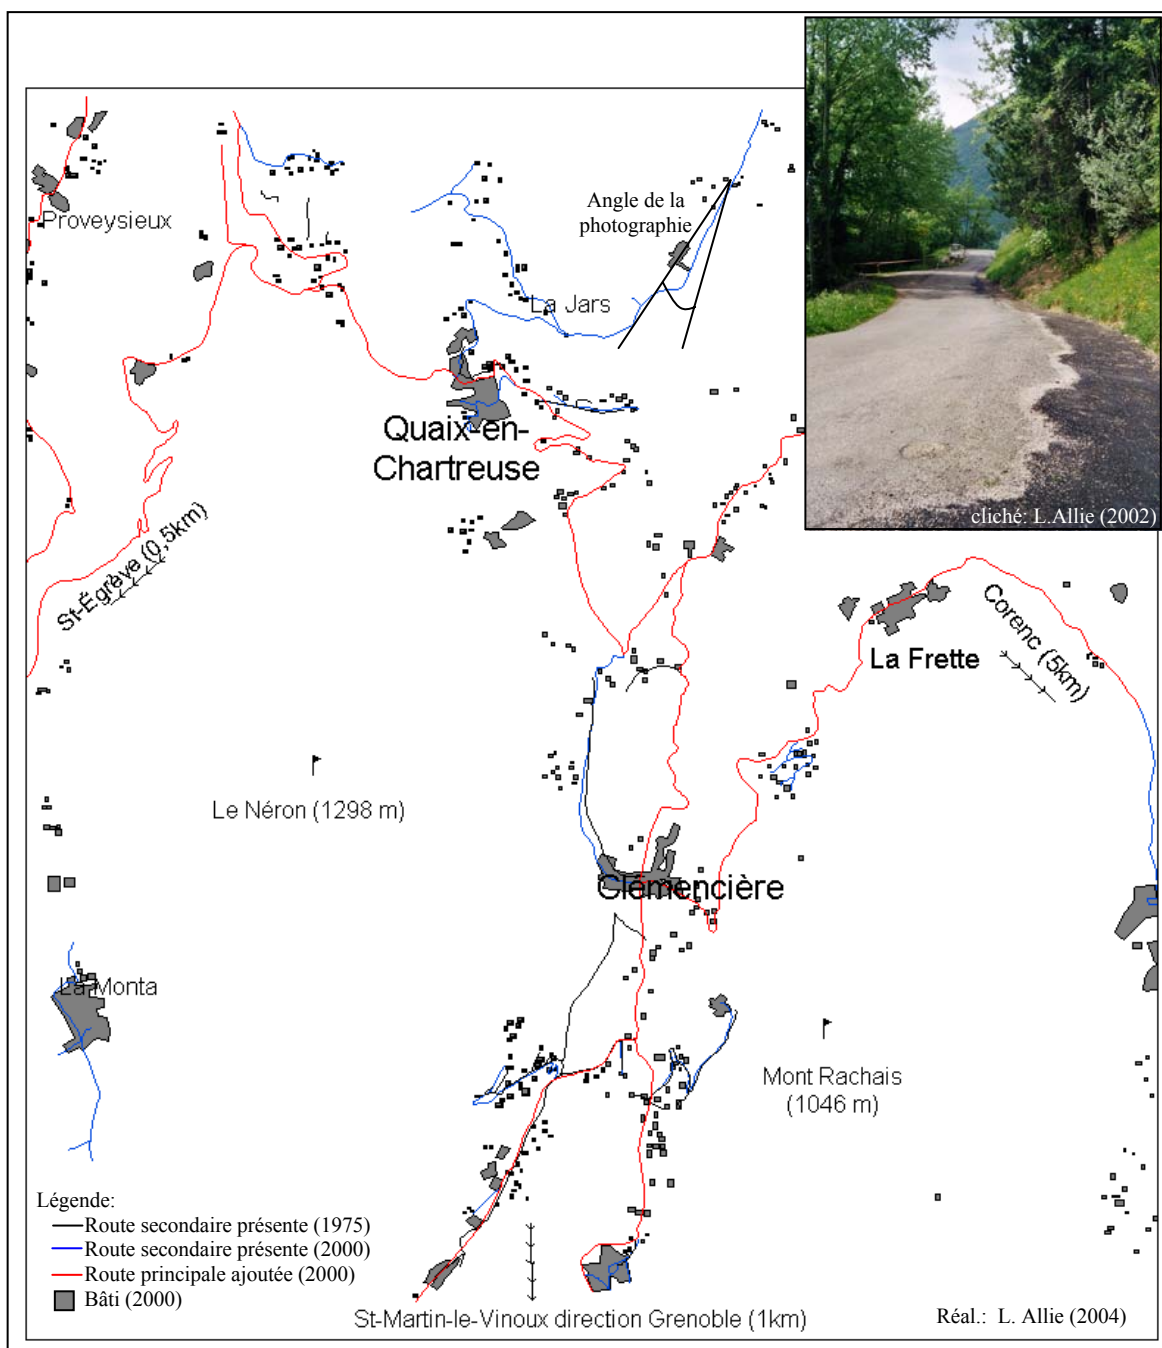 Angle de la
photographie
Proveysieux
La Jars
Quaix-en-
Chartreuse
cliché: L.Allie (2002)
St-Égrève (0,5km)
Corenc (5km)
La Frette
Le Néron (1298 m)
Clémencière
La Monta
Mont Rachais
(1046 m)
Légende:
Route secondaire présente (1975)
Route secondaire présente (2000)
Route principale ajoutée (2000)
Bâti (2000)
St-Martin-le-Vinoux direction Grenoble (1km)
Réal.: L. Allie (2004)